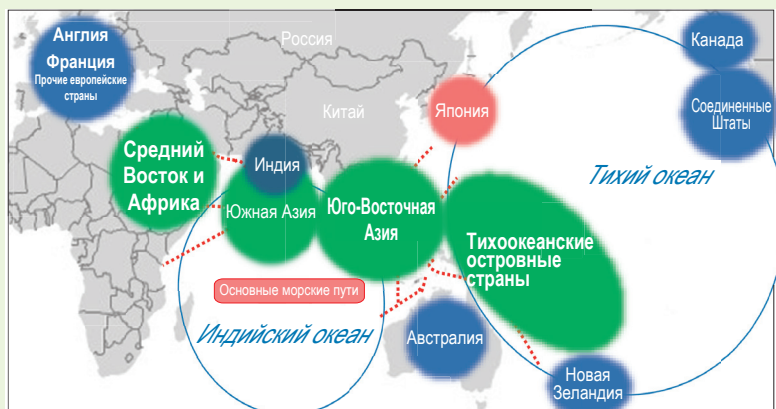 Англия
Франция
Прочие европейские
страны
Россия
Канада
Соединенные
Штаты
Китай
Япония
Средний
Восток и
Африка
Индия
Южная Азия
Юго-Восточная
Азия
Тихий океан
Тихоокеанские
островные
страны
Основные морские пути
Индийский океан
Австралия
Новая
Зеландия